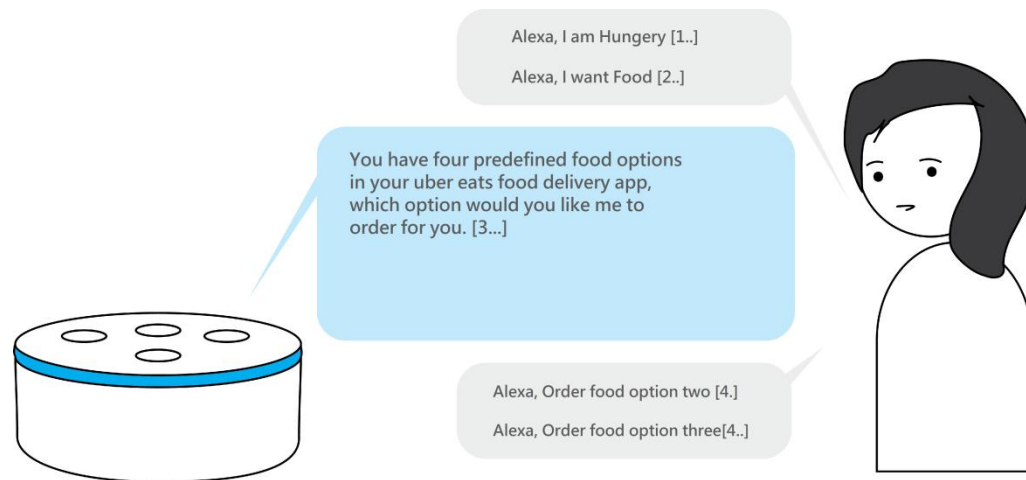 Alexa, I am Hungery [1..]
Alexa, I want Food [2..]
You have four predefined food options
in your uber eats food delivery app,
which option would you like me to
order for you. [3...]
Alexa, Order food option two [4.]
Alexa, Order food option three[4..]